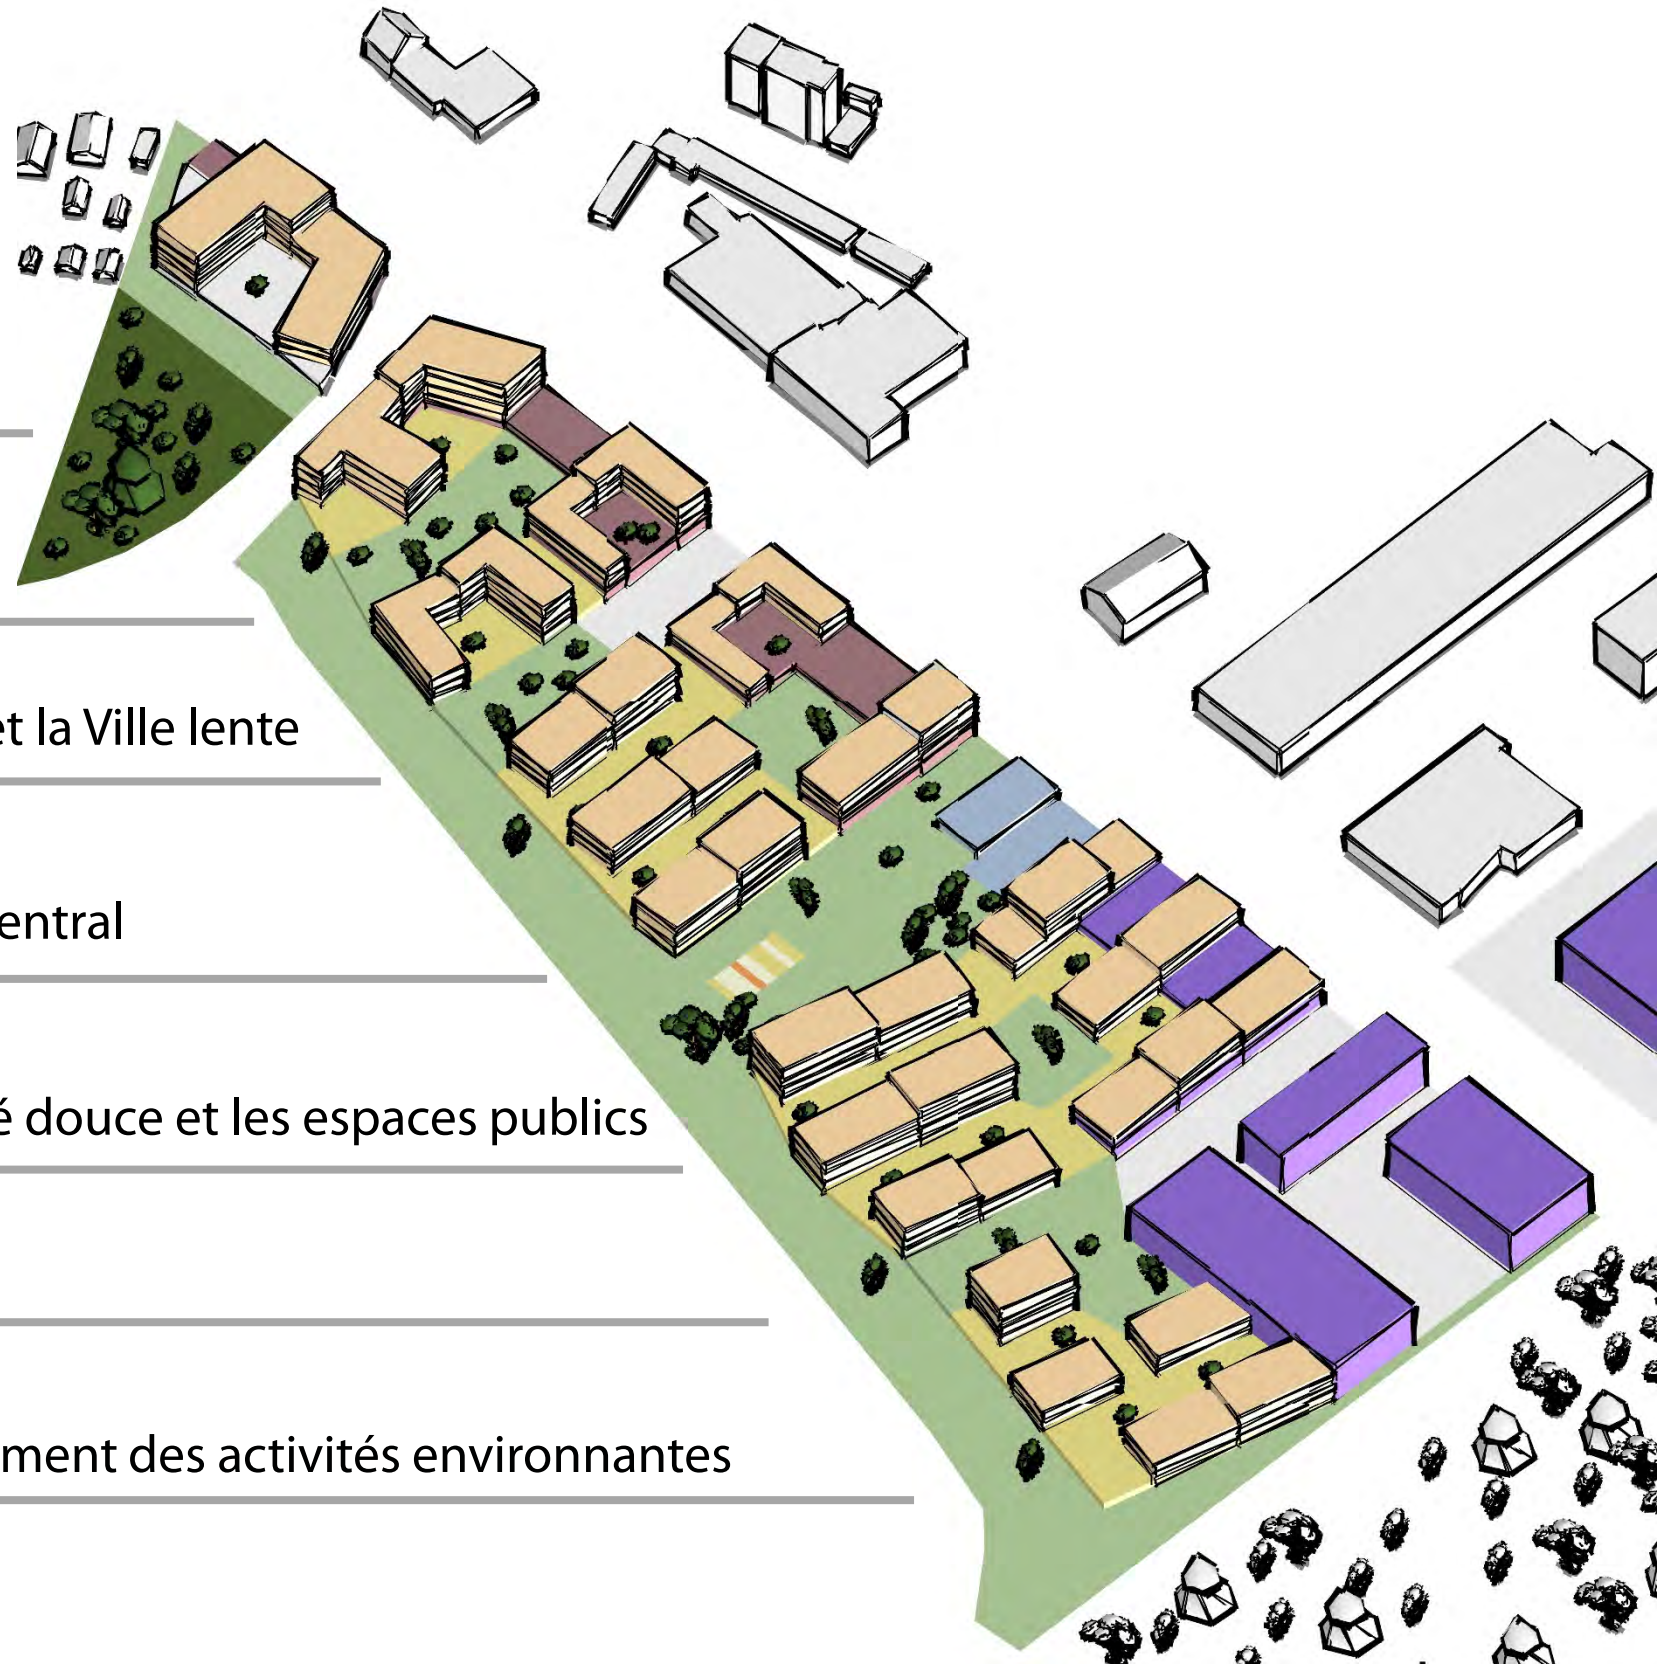 et la Ville lente
entral
é douce et les espaces publics
ment des activités environnantes